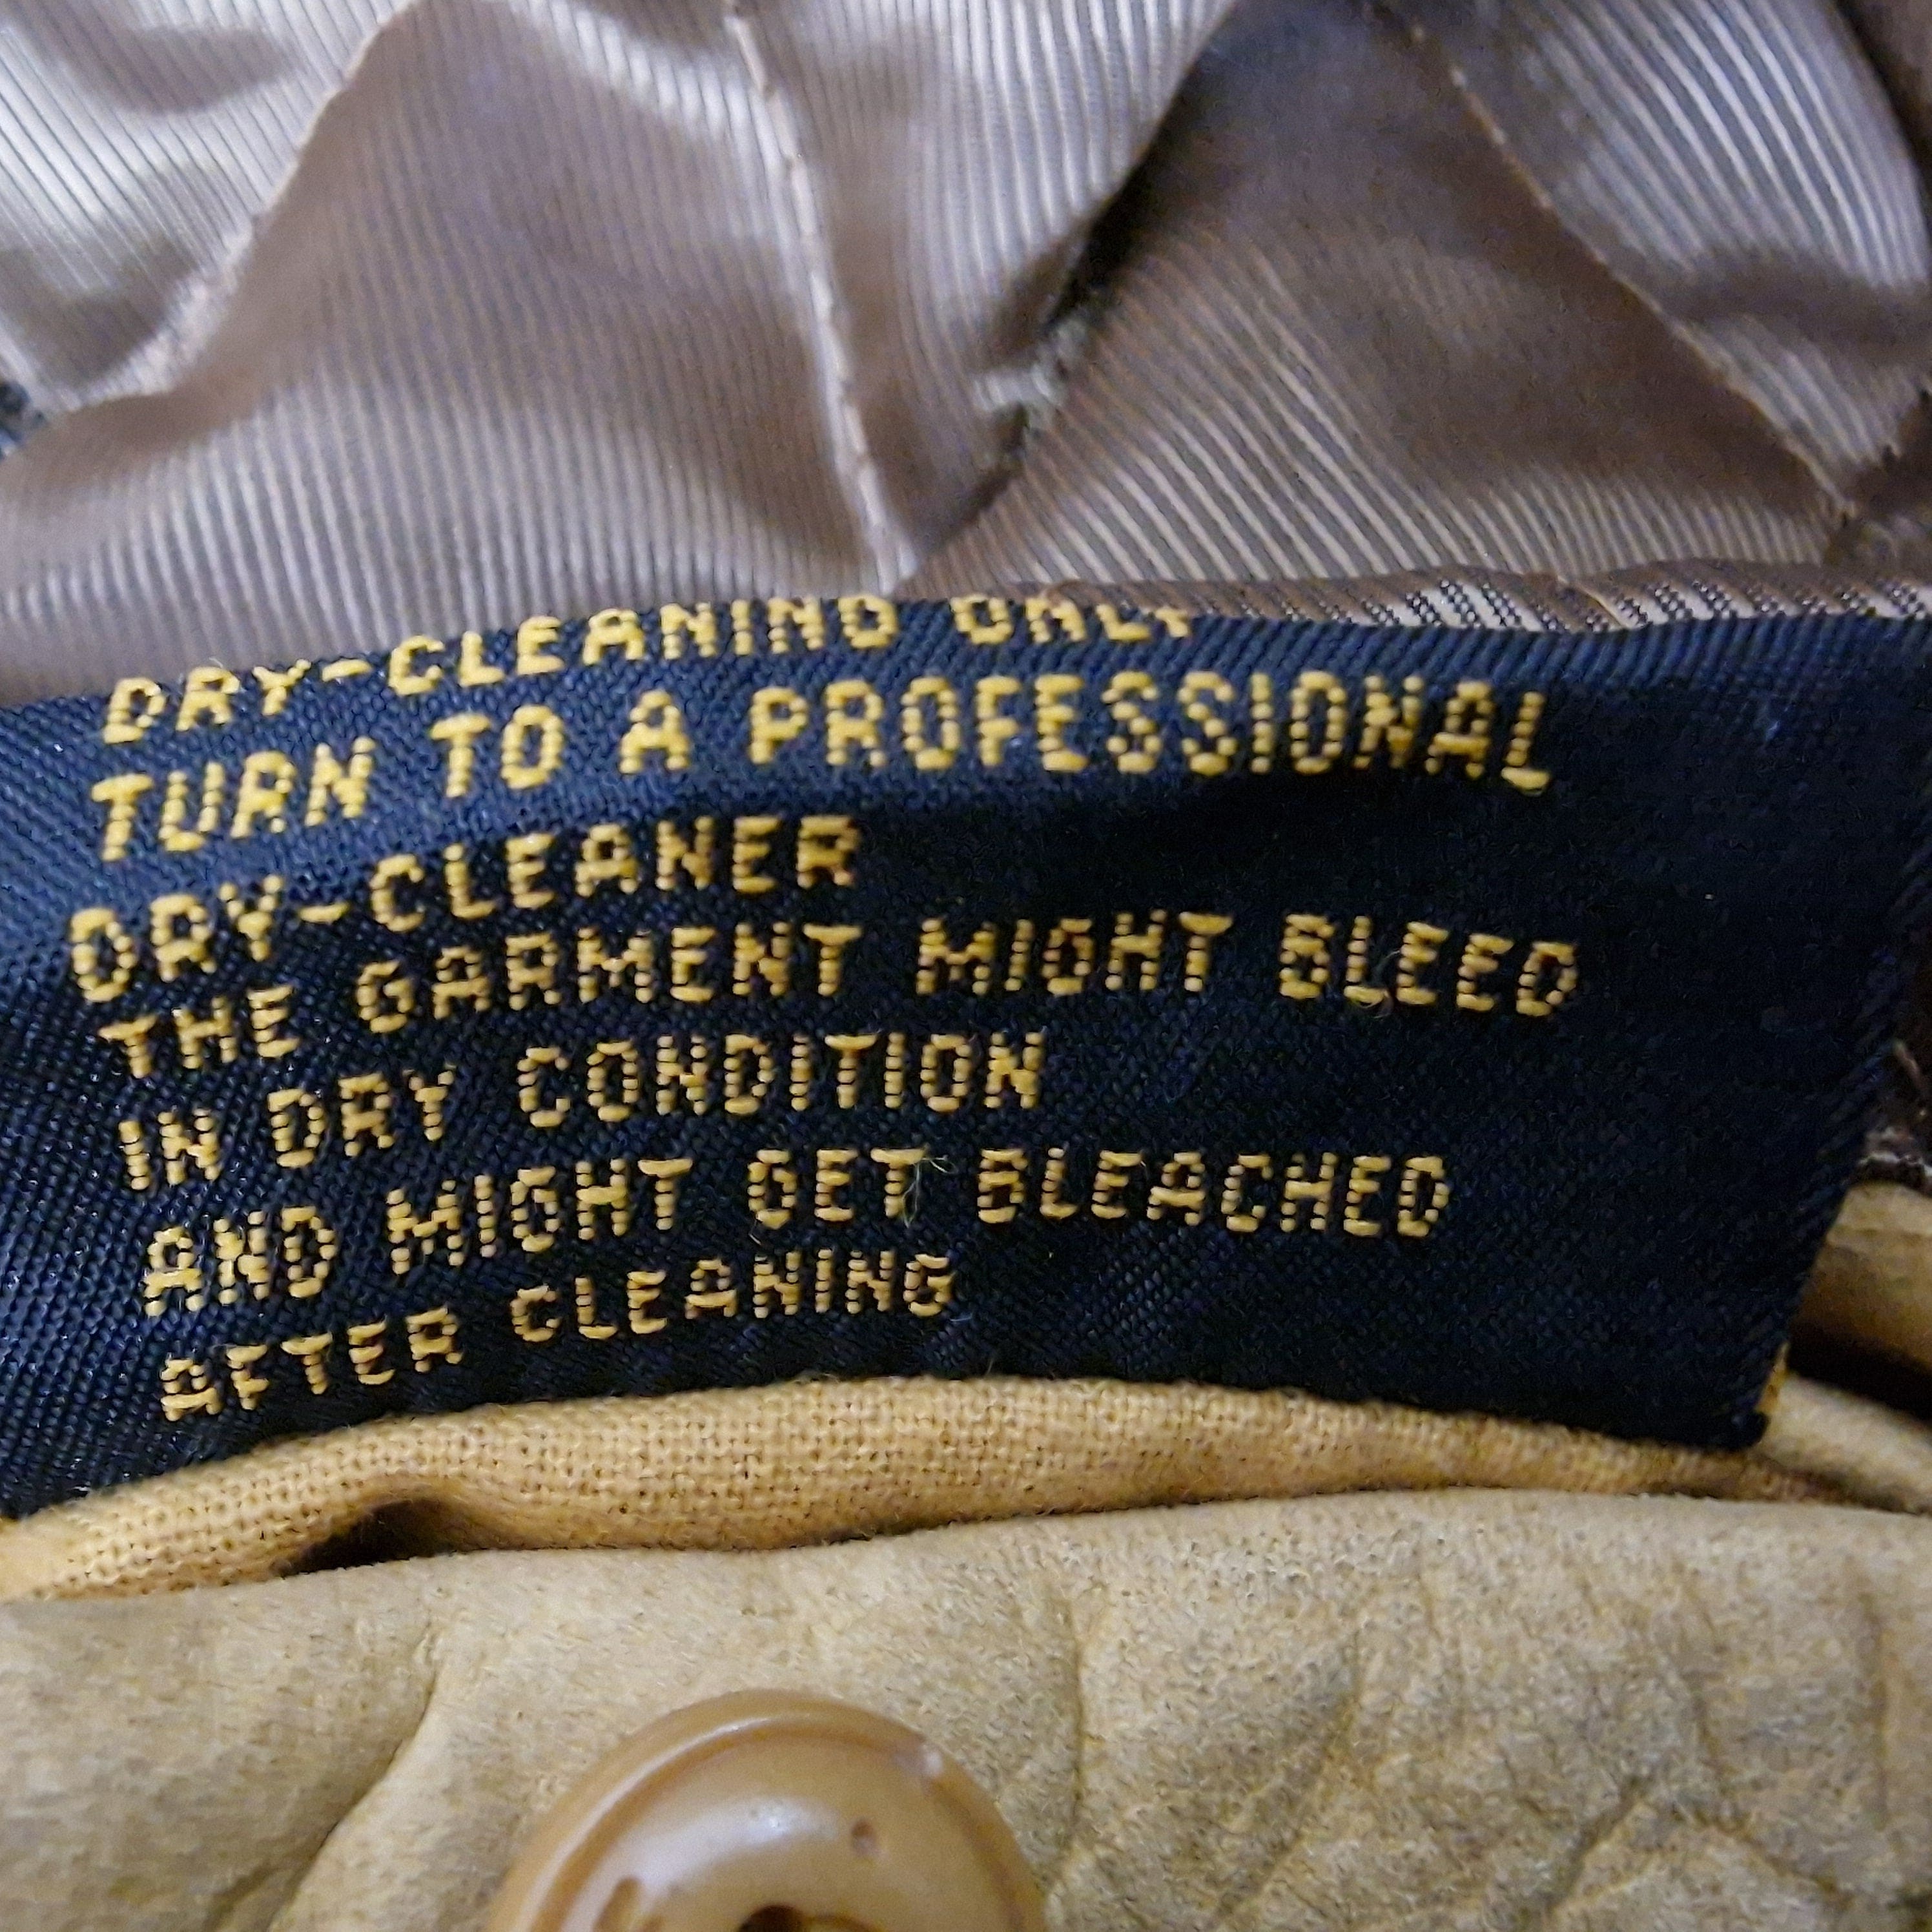 DRY-CLEANING ONLY
TURN TO A PROFESSIONAL
DRY-CLEANER
THE GARMENT MIGHT BLEED
IN DRY CONDITION
AND MIGHT GET BLEACHED
AFTER CLEANING